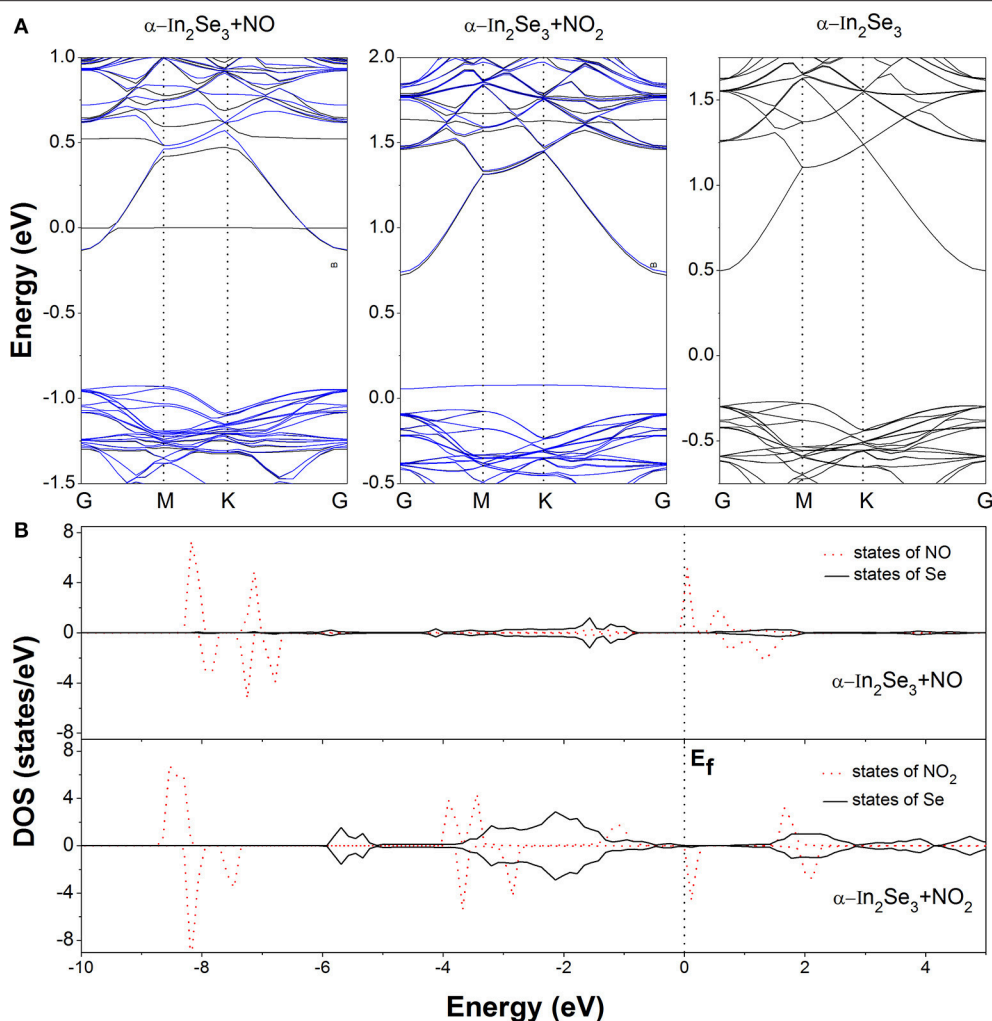 A
α-In2Se3+NO
α-In2Se3+NO2
α-In2Se3
Energy (eV)
1.0
0.5
0.0
-0.5
-1.0
-1.5
G M K G
2.0
1.5
1.0
0.5
0.0
-0.5
G M K G
1.5
1.0
0.5
0.0
-0.5
G M K G
B
DOS (states/eV)
8
4
0
-4
-8
states of NO
states of Se
α-In2Se3+NO
8
4
0
-4
-8
Ef
states of NO2
states of Se
α-In2Se3+NO2
-10 -8 -6 -4 -2 0 2 4
Energy (eV)